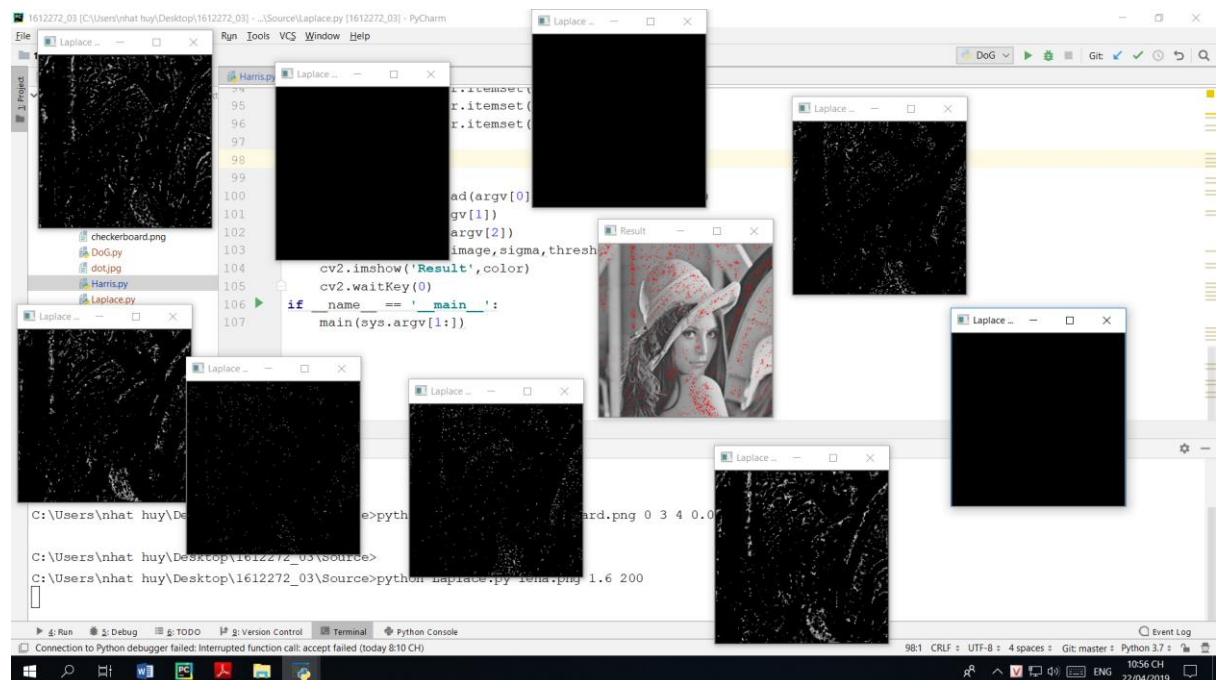 1612272_03 [C:\Users\nhat huy\Desktop\1612272_03] - ...\Source\Laplace.py [1612272_03] - PyCharm
File
Run Tools VCS Window Help
DoG
Git:
Laplace ...
Laplace ...
Laplace ...
Laplace ...
1: Project
Harris.py
94
95 r.itemset(
96 r.itemset(
97
98
99
100 ad(argv[0]
101 gv[1])
102 argv[2])
103 image,sigma,thresh
104 cv2.imshow('Result',color)
105 cv2.waitKey(0)
106 if __name__ == '__main__':
107 main(sys.argv[1:])
checkerboard.png
DoG.py
dot.jpg
Harris.py
Laplace.py
Result
Laplace ...
Laplace ...
Laplace ...
Laplace ...
Laplace ...
C:\Users\nhat huy\De e>pyth ard.png 0 3 4 0.0
C:\Users\nhat huy\Desktop\1612272_03\Source>
C:\Users\nhat huy\Desktop\1612272_03\Source>python Laplace.py lena.png 1.6 200
4: Run 5: Debug 6: TODO 9: Version Control Terminal Python Console
Event Log
Connection to Python debugger failed: Interrupted function call: accept failed (today 8:10 CH)
98:1 CRLF UTF-8 4 spaces Git: master Python 3.7
ENG
10:56 CH
22/04/2019